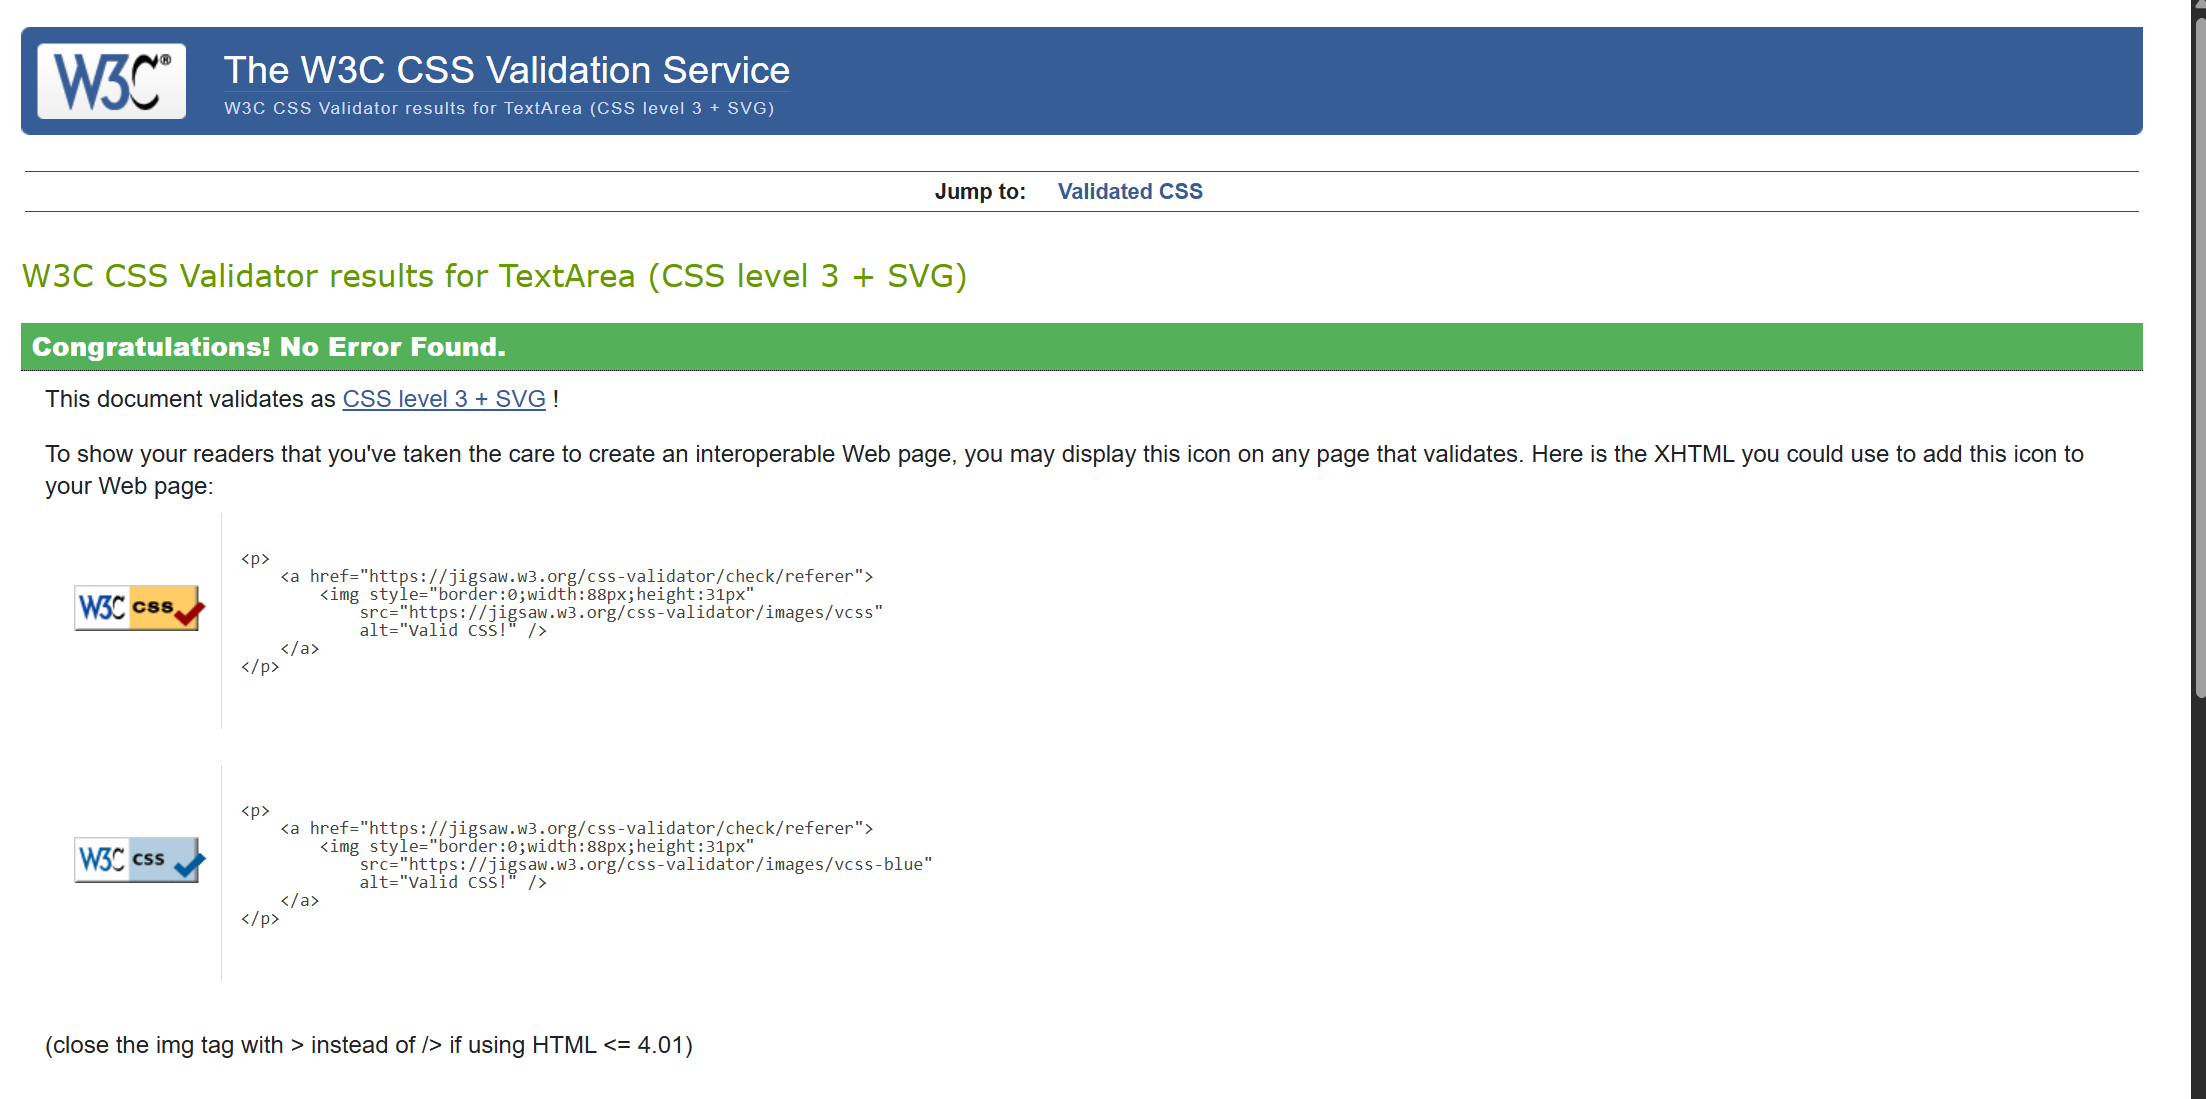 W3C®
The W3C CSS Validation Service
W3C CSS Validator results for TextArea (CSS level 3 + SVG)
Jump to: Validated CSS
W3C CSS Validator results for TextArea (CSS level 3 + SVG)
Congratulations! No Error Found.
This document validates as CSS level 3 + SVG !
To show your readers that you've taken the care to create an interoperable Web page, you may display this icon on any page that validates. Here is the XHTML you could use to add this icon to
your Web page:
W3C css
<p>
    <a href="https://jigsaw.w3.org/css-validator/check/referer">
        <img style="border:0;width:88px;height:31px"
            src="https://jigsaw.w3.org/css-validator/images/vcss"
            alt="Valid CSS!" />
    </a>
</p>
W3C css
<p>
    <a href="https://jigsaw.w3.org/css-validator/check/referer">
        <img style="border:0;width:88px;height:31px"
            src="https://jigsaw.w3.org/css-validator/images/vcss-blue"
            alt="Valid CSS!" />
    </a>
</p>
(close the img tag with > instead of /> if using HTML <= 4.01)